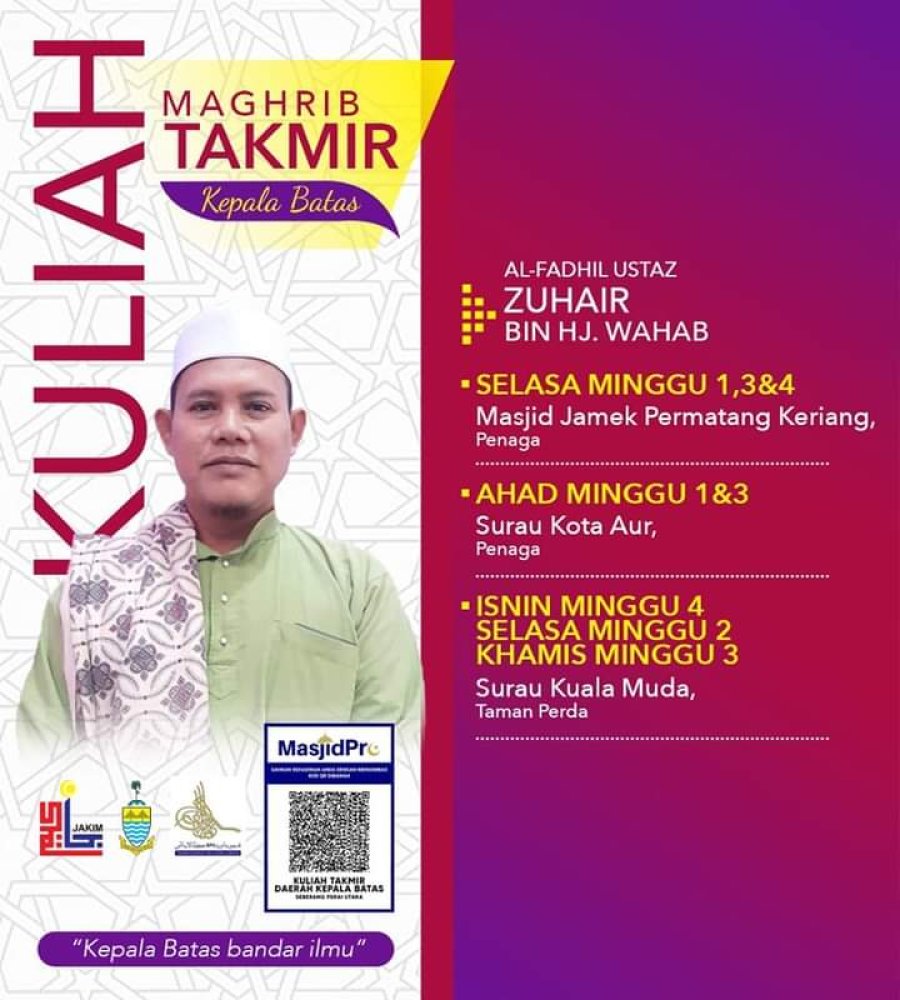 KULIAH
MAGHRIB
TAKMIR
Kepala Batas
AL-FADHIL USTAZ
ZUHAIR
BIN HJ. WAHAB
SELASA MINGGU 1,3&4
Masjid Jamek Permatang Keriang,
Penaga
AHAD MINGGU 1&3
Surau Kota Aur,
Penaga
ISNIN MINGGU 4
SELASA MINGGU 2
KHAMIS MINGGU 3
Surau Kuala Muda,
Taman Perda
MasjidPro
KULIAH TAKMIR
DAERAH KEPALA BATAS
SEBERANG PERAI UTARA
JAKIM
“Kepala Batas bandar ilmu”